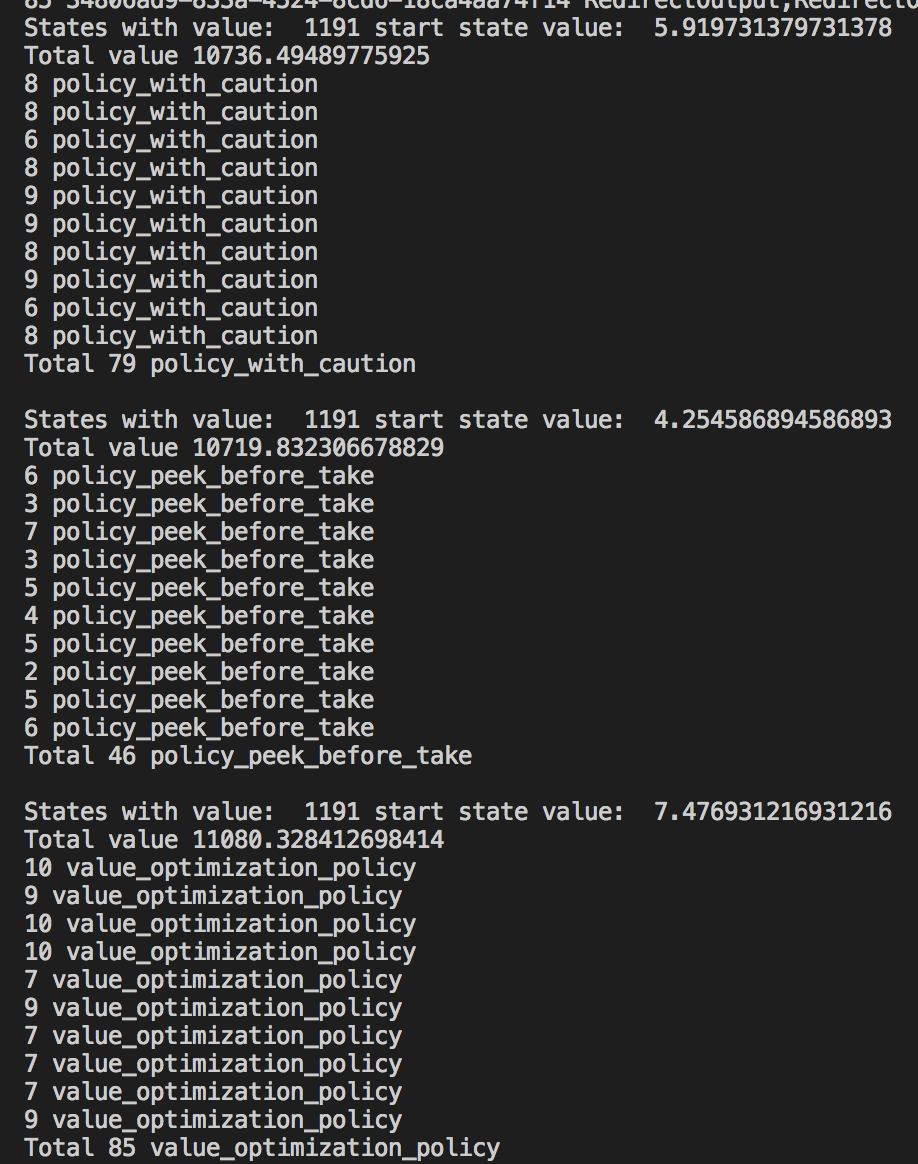 States with value:  1191 start state value:  5.919731379731378
Total value 10736.49489775925
8 policy_with_caution
8 policy_with_caution
6 policy_with_caution
8 policy_with_caution
9 policy_with_caution
9 policy_with_caution
8 policy_with_caution
9 policy_with_caution
6 policy_with_caution
8 policy_with_caution
Total 79 policy_with_caution
States with value:  1191 start state value:  4.254586894586893
Total value 10719.832306678829
6 policy_peek_before_take
3 policy_peek_before_take
7 policy_peek_before_take
3 policy_peek_before_take
5 policy_peek_before_take
4 policy_peek_before_take
5 policy_peek_before_take
2 policy_peek_before_take
5 policy_peek_before_take
6 policy_peek_before_take
Total 46 policy_peek_before_take
States with value:  1191 start state value:  7.476931216931216
Total value 11080.328412698414
10 value_optimization_policy
9 value_optimization_policy
10 value_optimization_policy
10 value_optimization_policy
7 value_optimization_policy
9 value_optimization_policy
7 value_optimization_policy
7 value_optimization_policy
7 value_optimization_policy
9 value_optimization_policy
Total 85 value_optimization_policy